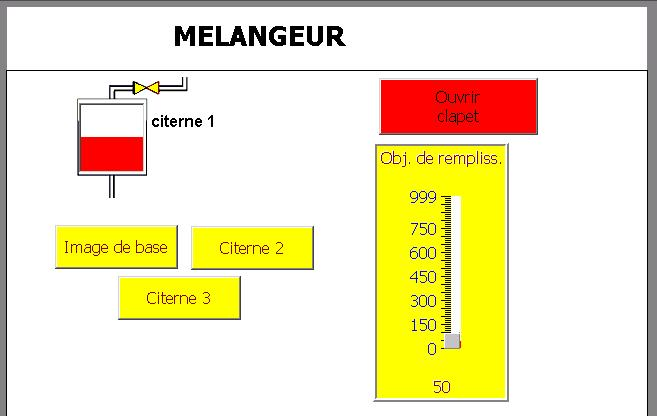 MELANGEUR
citerne 1
Ouvrir
clapet
Obj. de rempliss.
999
750
600
450
300
150
0
50
Image de base
Citerne 2
Citerne 3